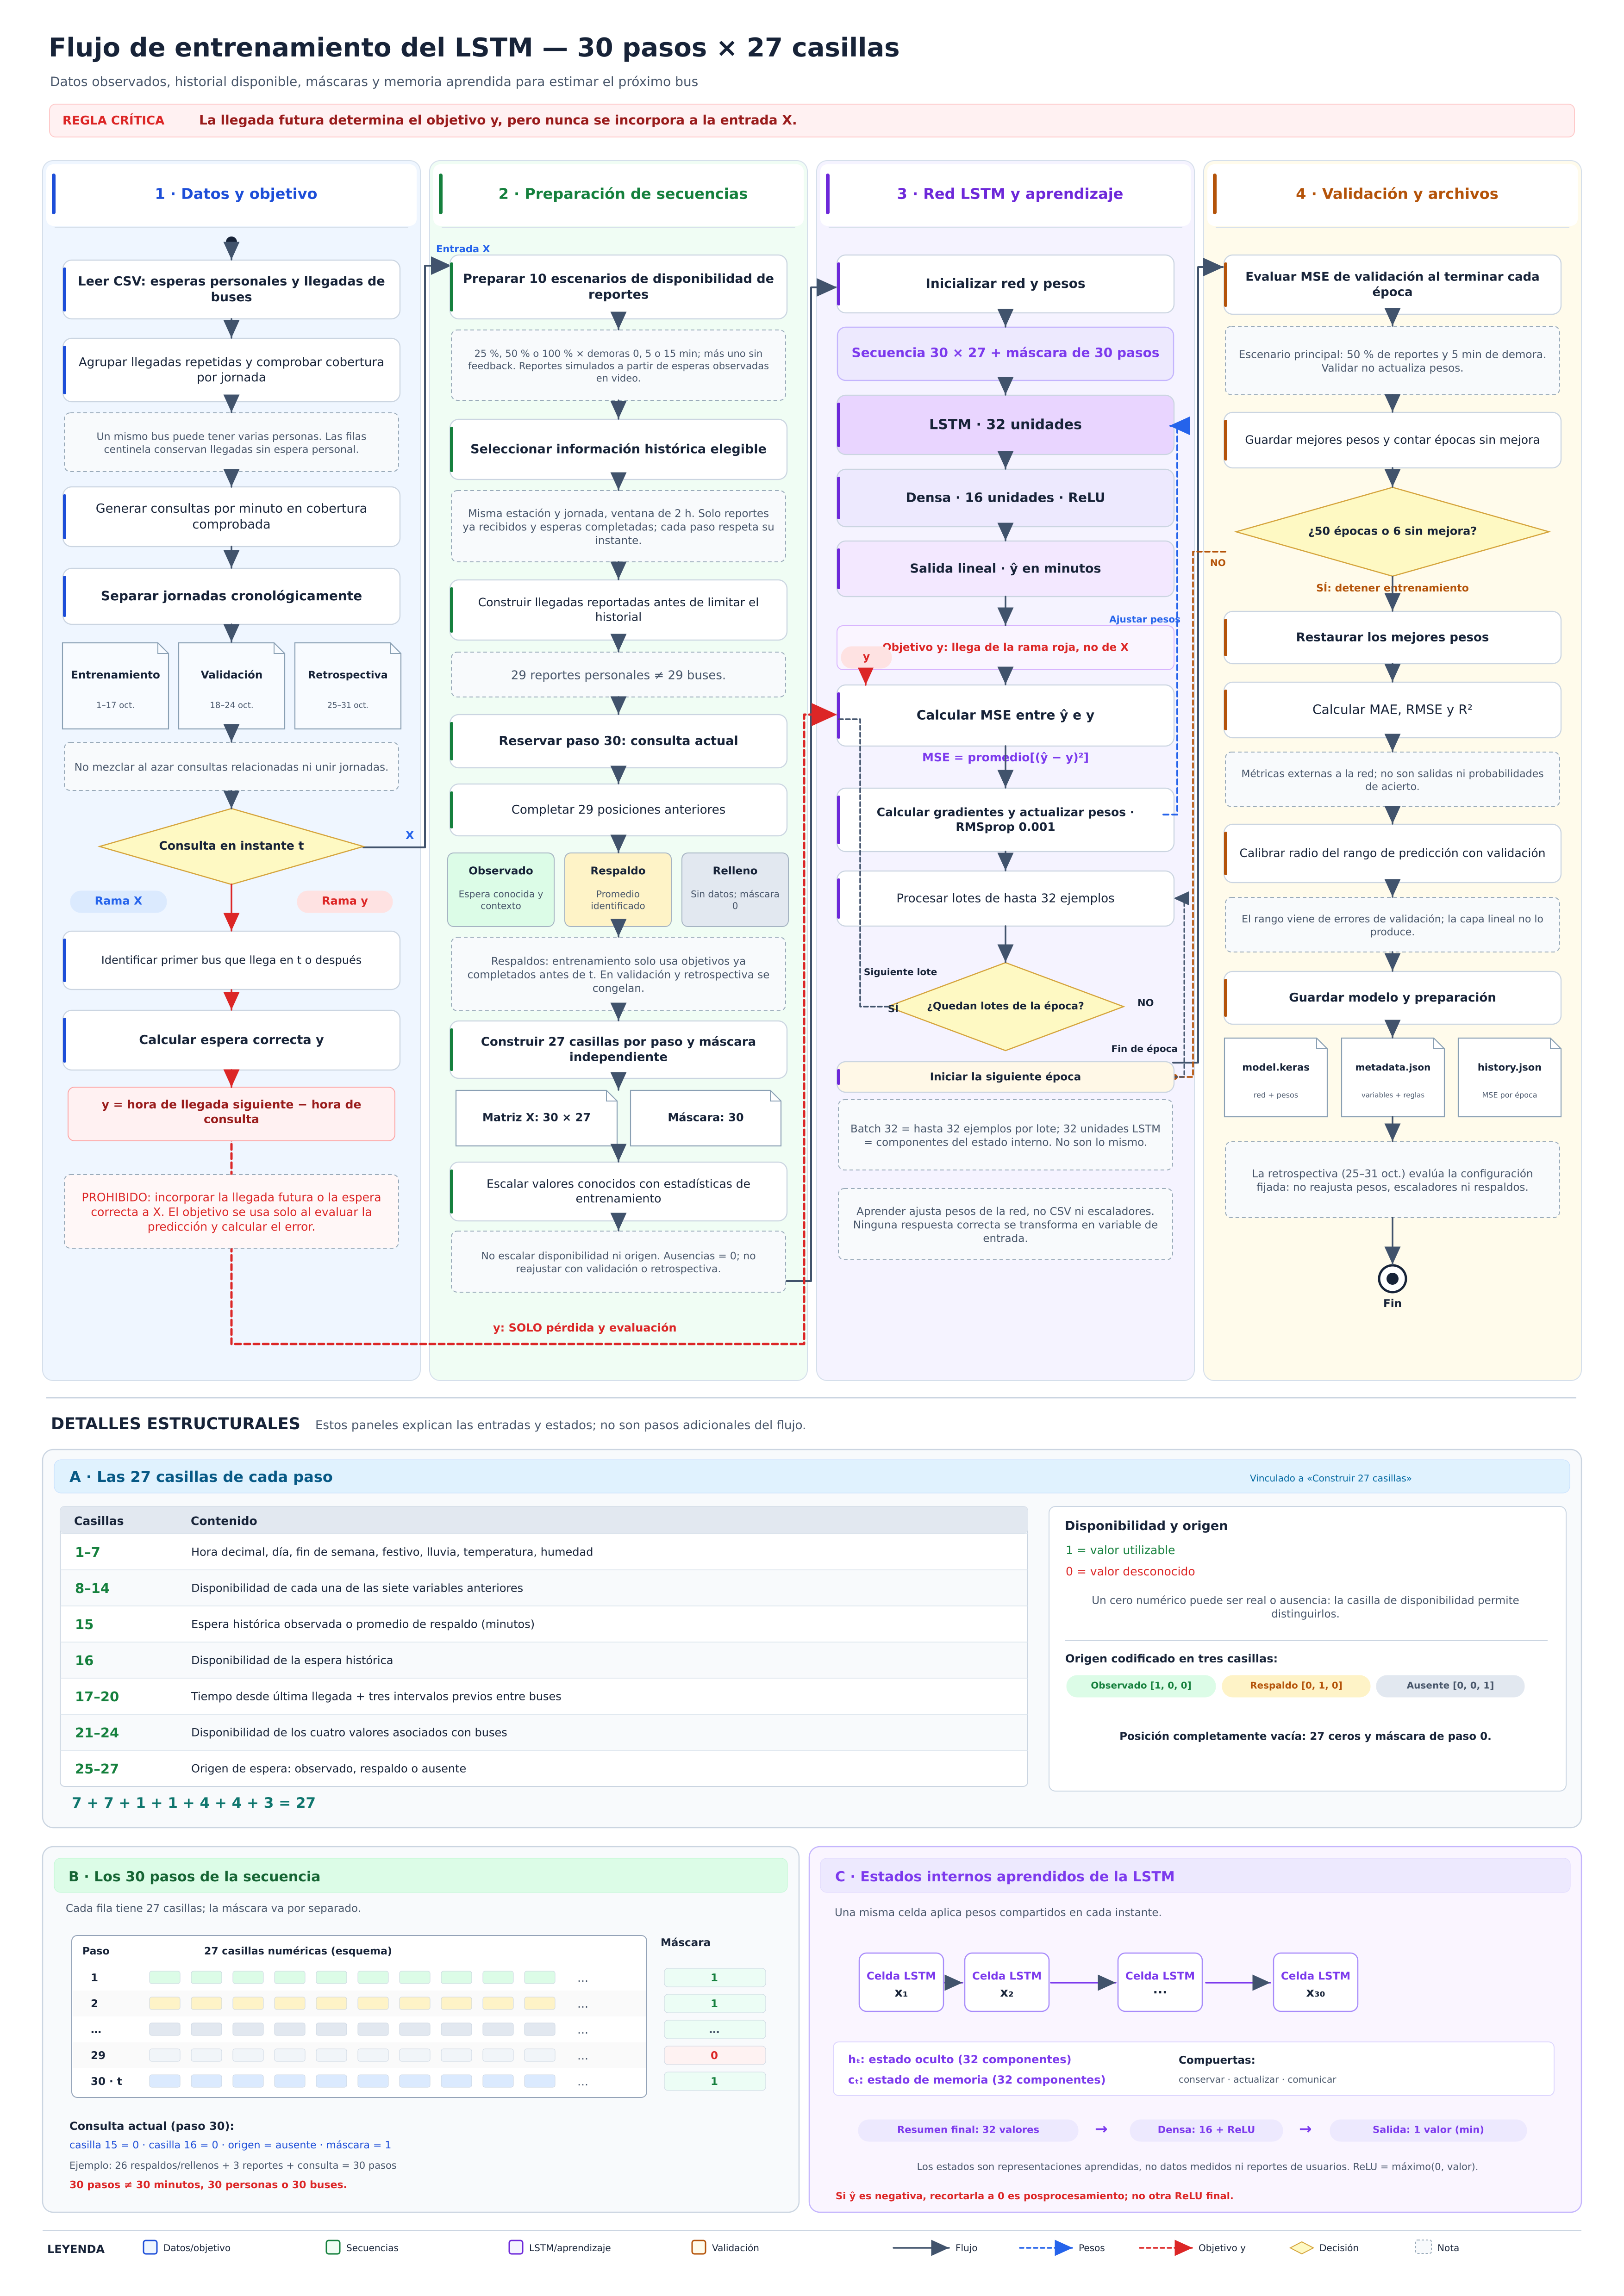 Flujo de entrenamiento del LSTM — 30 pasos × 27 casillas
Datos observados, historial disponible, máscaras y memoria aprendida para estimar el próximo bus
REGLA CRÍTICA La llegada futura determina el objetivo y, pero nunca se incorpora a la entrada X.
1 · Datos y objetivo
Leer CSV: esperas personales y llegadas de
buses
Agrupar llegadas repetidas y comprobar cobertura
por jornada
Un mismo bus puede tener varias personas. Las filas
centinela conservan llegadas sin espera personal.
Generar consultas por minuto en cobertura
comprobada
Separar jornadas cronológicamente
Entrenamiento
1–17 oct.
Validación
18–24 oct.
Retrospectiva
25–31 oct.
No mezclar al azar consultas relacionadas ni unir jornadas.
Consulta en instante t
X
Rama X
Rama y
Identificar primer bus que llega en t o después
Calcular espera correcta y
y = hora de llegada siguiente − hora de
consulta
PROHIBIDO: incorporar la llegada futura o la espera
correcta a X. El objetivo se usa solo al evaluar la
predicción y calcular el error.
2 · Preparación de secuencias
Entrada X
Preparar 10 escenarios de disponibilidad de
reportes
25 %, 50 % o 100 % × demoras 0, 5 o 15 min; más uno sin
feedback. Reportes simulados a partir de esperas observadas
en video.
Seleccionar información histórica elegible
Misma estación y jornada, ventana de 2 h. Solo reportes
ya recibidos y esperas completadas; cada paso respeta su
instante.
Construir llegadas reportadas antes de limitar el
historial
29 reportes personales ≠ 29 buses.
Reservar paso 30: consulta actual
Completar 29 posiciones anteriores
Observado
Espera conocida y
contexto
Respaldo
Promedio
identificado
Relleno
Sin datos; máscara
0
Respaldos: entrenamiento solo usa objetivos ya
completados antes de t. En validación y retrospectiva se
congelan.
Construir 27 casillas por paso y máscara
independiente
Matriz X: 30 × 27
Máscara: 30
Escalar valores conocidos con estadísticas de
entrenamiento
No escalar disponibilidad ni origen. Ausencias = 0; no
reajustar con validación o retrospectiva.
y: SOLO pérdida y evaluación
3 · Red LSTM y aprendizaje
Inicializar red y pesos
Secuencia 30 × 27 + máscara de 30 pasos
LSTM · 32 unidades
Densa · 16 unidades · ReLU
Salida lineal · ŷ en minutos
Ajustar pesos
Objetivo y: llega de la rama roja, no de X
y
Calcular MSE entre ŷ e y
MSE = promedio[(ŷ − y)²]
Calcular gradientes y actualizar pesos ·
RMSprop 0.001
Procesar lotes de hasta 32 ejemplos
Siguiente lote
SÍ
¿Quedan lotes de la época?
NO
Fin de época
Iniciar la siguiente época
Batch 32 = hasta 32 ejemplos por lote; 32 unidades LSTM
= componentes del estado interno. No son lo mismo.
Aprender ajusta pesos de la red, no CSV ni escaladores.
Ninguna respuesta correcta se transforma en variable de
entrada.
4 · Validación y archivos
Evaluar MSE de validación al terminar cada
época
Escenario principal: 50 % de reportes y 5 min de demora.
Validar no actualiza pesos.
Guardar mejores pesos y contar épocas sin mejora
¿50 épocas o 6 sin mejora?
NO
SÍ: detener entrenamiento
Restaurar los mejores pesos
Calcular MAE, RMSE y R²
Métricas externas a la red; no son salidas ni probabilidades
de acierto.
Calibrar radio del rango de predicción con validación
El rango viene de errores de validación; la capa lineal no lo
produce.
Guardar modelo y preparación
model.keras
red + pesos
metadata.json
variables + reglas
history.json
MSE por época
La retrospectiva (25–31 oct.) evalúa la configuración
fijada: no reajusta pesos, escaladores ni respaldos.
Fin
DETALLES ESTRUCTURALES Estos paneles explican las entradas y estados; no son pasos adicionales del flujo.
A · Las 27 casillas de cada paso
Vinculado a «Construir 27 casillas»
Casillas Contenido
1–7 Hora decimal, día, fin de semana, festivo, lluvia, temperatura, humedad
8–14 Disponibilidad de cada una de las siete variables anteriores
15 Espera histórica observada o promedio de respaldo (minutos)
16 Disponibilidad de la espera histórica
17–20 Tiempo desde última llegada + tres intervalos previos entre buses
21–24 Disponibilidad de los cuatro valores asociados con buses
25–27 Origen de espera: observado, respaldo o ausente
7 + 7 + 1 + 1 + 4 + 4 + 3 = 27
Disponibilidad y origen
1 = valor utilizable
0 = valor desconocido
Un cero numérico puede ser real o ausencia: la casilla de disponibilidad permite
distinguirlos.
Origen codificado en tres casillas:
Observado [1, 0, 0] Respaldo [0, 1, 0] Ausente [0, 0, 1]
Posición completamente vacía: 27 ceros y máscara de paso 0.
B · Los 30 pasos de la secuencia
Cada fila tiene 27 casillas; la máscara va por separado.
Paso 27 casillas numéricas (esquema) Máscara
1 ... 1
2 ... 1
... ... ...
29 ... 0
30 · t ... 1
Consulta actual (paso 30):
casilla 15 = 0 · casilla 16 = 0 · origen = ausente · máscara = 1
Ejemplo: 26 respaldos/rellenos + 3 reportes + consulta = 30 pasos
30 pasos ≠ 30 minutos, 30 personas o 30 buses.
C · Estados internos aprendidos de la LSTM
Una misma celda aplica pesos compartidos en cada instante.
Celda LSTM
x₁
Celda LSTM
x₂
Celda LSTM
...
Celda LSTM
x₃₀
hₜ: estado oculto (32 componentes)
cₜ: estado de memoria (32 componentes)
Compuertas:
conservar · actualizar · comunicar
Resumen final: 32 valores → Densa: 16 + ReLU → Salida: 1 valor (min)
Los estados son representaciones aprendidas, no datos medidos ni reportes de usuarios. ReLU = máximo(0, valor).
Si ŷ es negativa, recortarla a 0 es posprocesamiento; no otra ReLU final.
LEYENDA Datos/objetivo Secuencias LSTM/aprendizaje Validación Flujo Pesos Objetivo y Decisión Nota